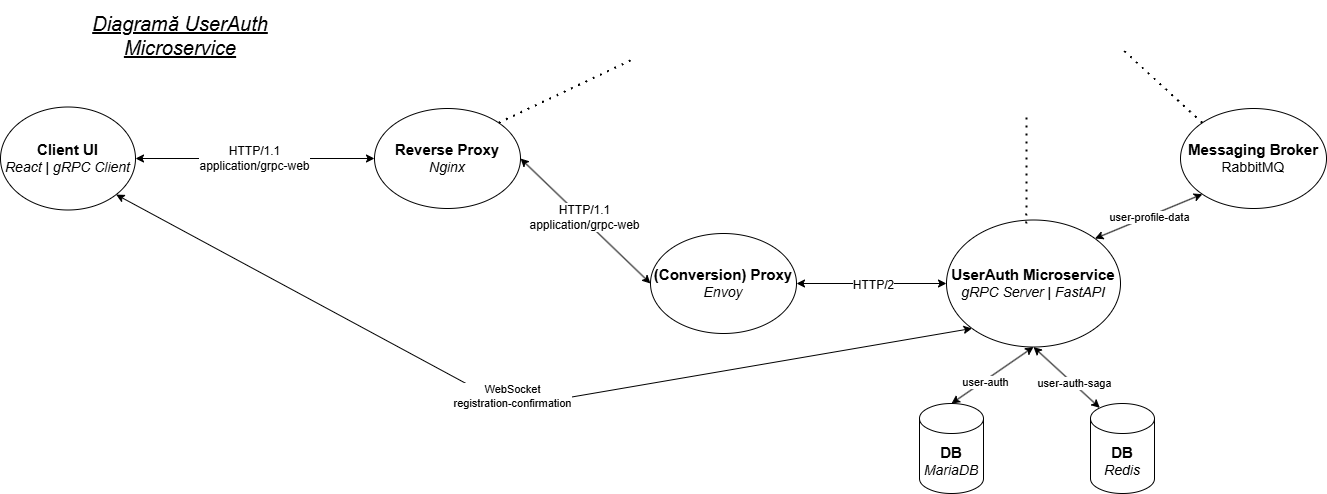 Diagramă UserAuth
Microservice
Client UI
React | gRPC Client
HTTP/1.1
application/grpc-web
Reverse Proxy
Nginx
HTTP/1.1
application/grpc-web
(Conversion) Proxy
Envoy
HTTP/2
UserAuth Microservice
gRPC Server | FastAPI
user-profile-data
Messaging Broker
RabbitMQ
WebSocket
registration-confirmation
user-auth
user-auth-saga
DB
MariaDB
DB
Redis